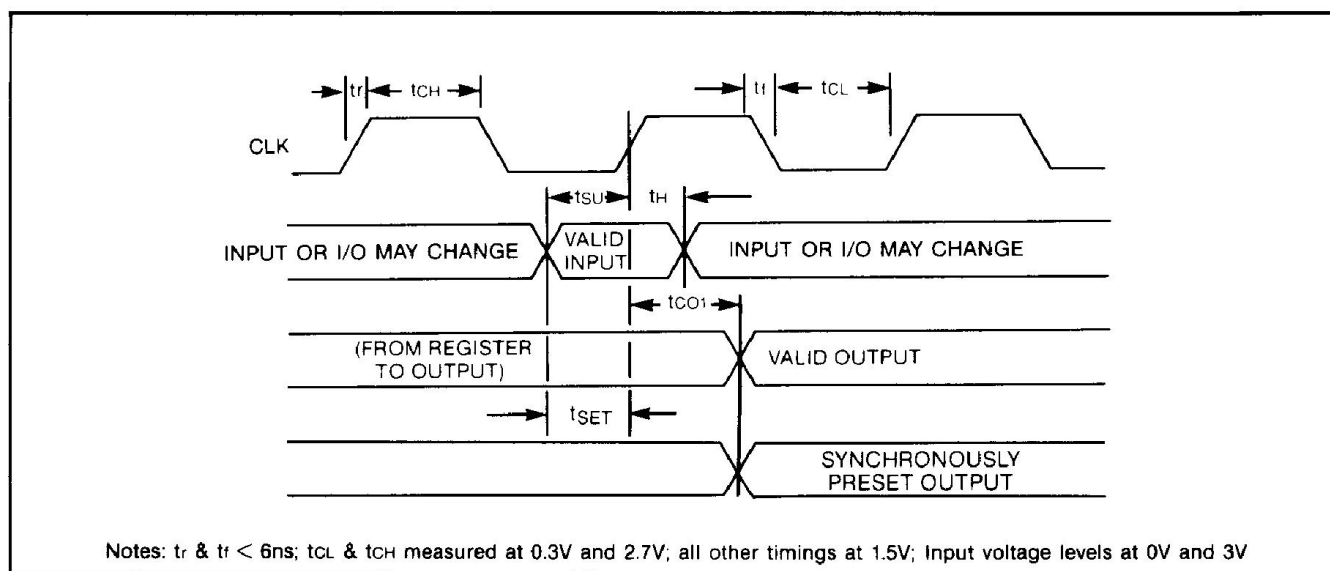 tr tCH tf tCL
CLK
tSU tH
INPUT OR I/O MAY CHANGE VALID INPUT INPUT OR I/O MAY CHANGE
tCO1
(FROM REGISTER
TO OUTPUT) VALID OUTPUT
tSET
SYNCHRONOUSLY
PRESET OUTPUT
Notes: tr & tf < 6ns; tCL & tCH measured at 0.3V and 2.7V; all other timings at 1.5V; Input voltage levels at 0V and 3V